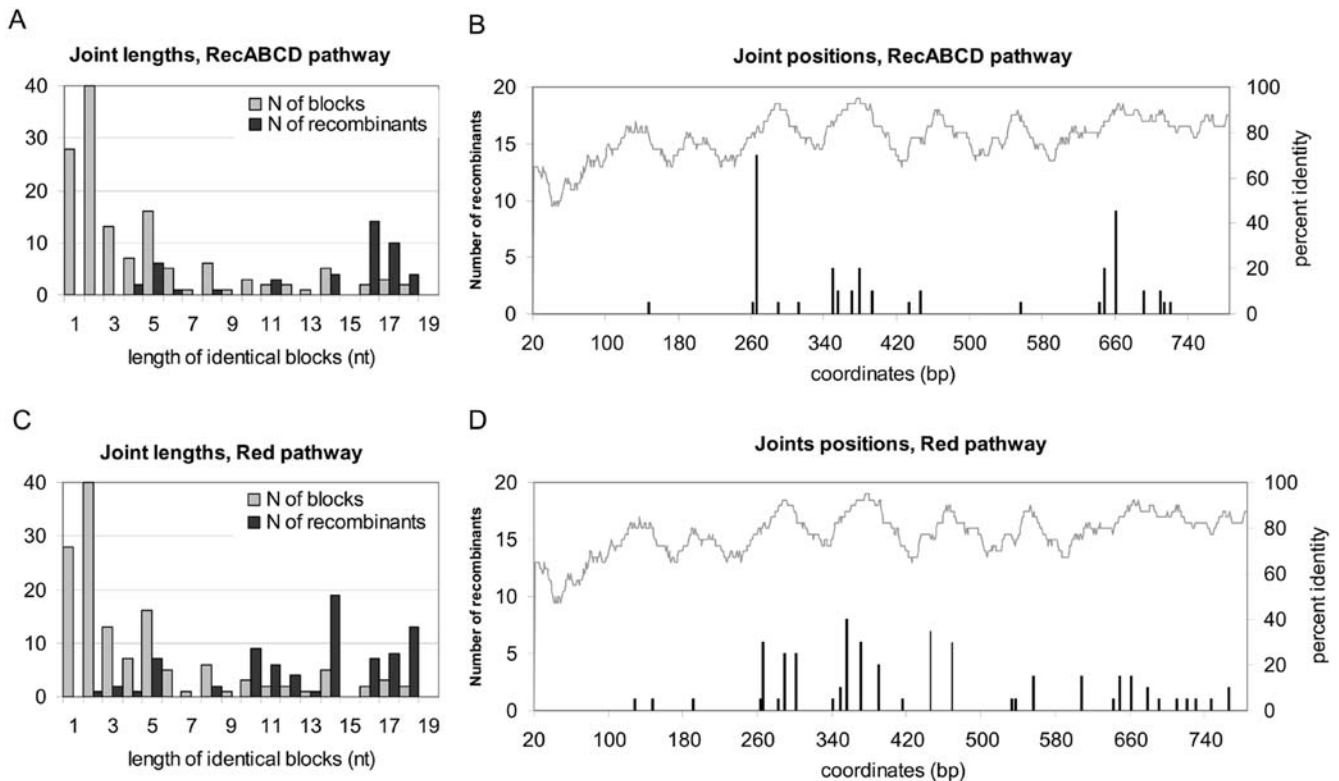 A
Joint lengths, RecABCD pathway
40
30
20
10
0
N of blocks
N of recombinants
1 3 5 7 9 11 13 15 17 19
length of identical blocks (nt)
B
Joint positions, RecABCD pathway
Number of recombinants
20
15
10
5
0
100
80
60
40
20
0
percent identity
20 100 180 260 340 420 500 580 660 740
coordinates (bp)
C
Joint lengths, Red pathway
40
30
20
10
0
N of blocks
N of recombinants
1 3 5 7 9 11 13 15 17 19
length of identical blocks (nt)
D
Joints positions, Red pathway
Number of recombinants
20
15
10
5
0
100
80
60
40
20
0
percent identity
20 100 180 260 340 420 500 580 660 740
coordinates (bp)